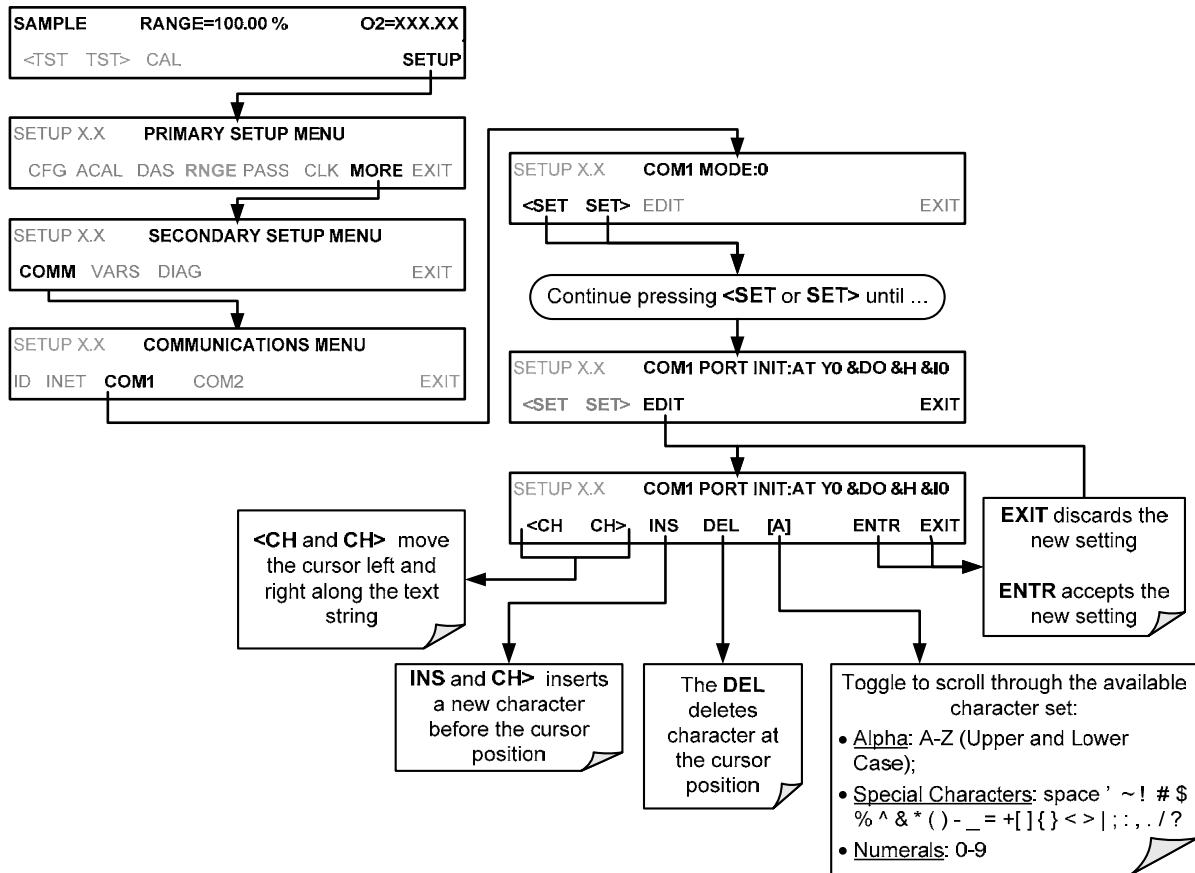 SAMPLE RANGE=100.00 % O2=XXX.XX
<TST TST> CAL SETUP
SETUP X.X PRIMARY SETUP MENU
CFG ACAL DAS RNGE PASS CLK MORE EXIT
SETUP X.X SECONDARY SETUP MENU
COMM VARS DIAG EXIT
SETUP X.X COMMUNICATIONS MENU
ID INET COM1 COM2 EXIT
SETUP X.X COM1 MODE:0
<SET SET> EDIT EXIT
Continue pressing <SET or SET> until ...
SETUP X.X COM1 PORT INIT:AT Y0 &DO &H &I0
<SET SET> EDIT EXIT
SETUP X.X COM1 PORT INIT:AT Y0 &DO &H &I0
<CH CH> INS DEL [A] ENTR EXIT
<CH and CH> move
the cursor left and
right along the text
string
EXIT discards the
new setting
ENTR accepts the
new setting
INS and CH> inserts
a new character
before the cursor
position
The DEL
deletes
character at
the cursor
position
Toggle to scroll through the available
character set:
• Alpha: A-Z (Upper and Lower
Case);
• Special Characters: space ' ~ ! # $
% ^ & * ( ) - _ = +[ ] { } < > | ; : , . / ?
• Numerals: 0-9